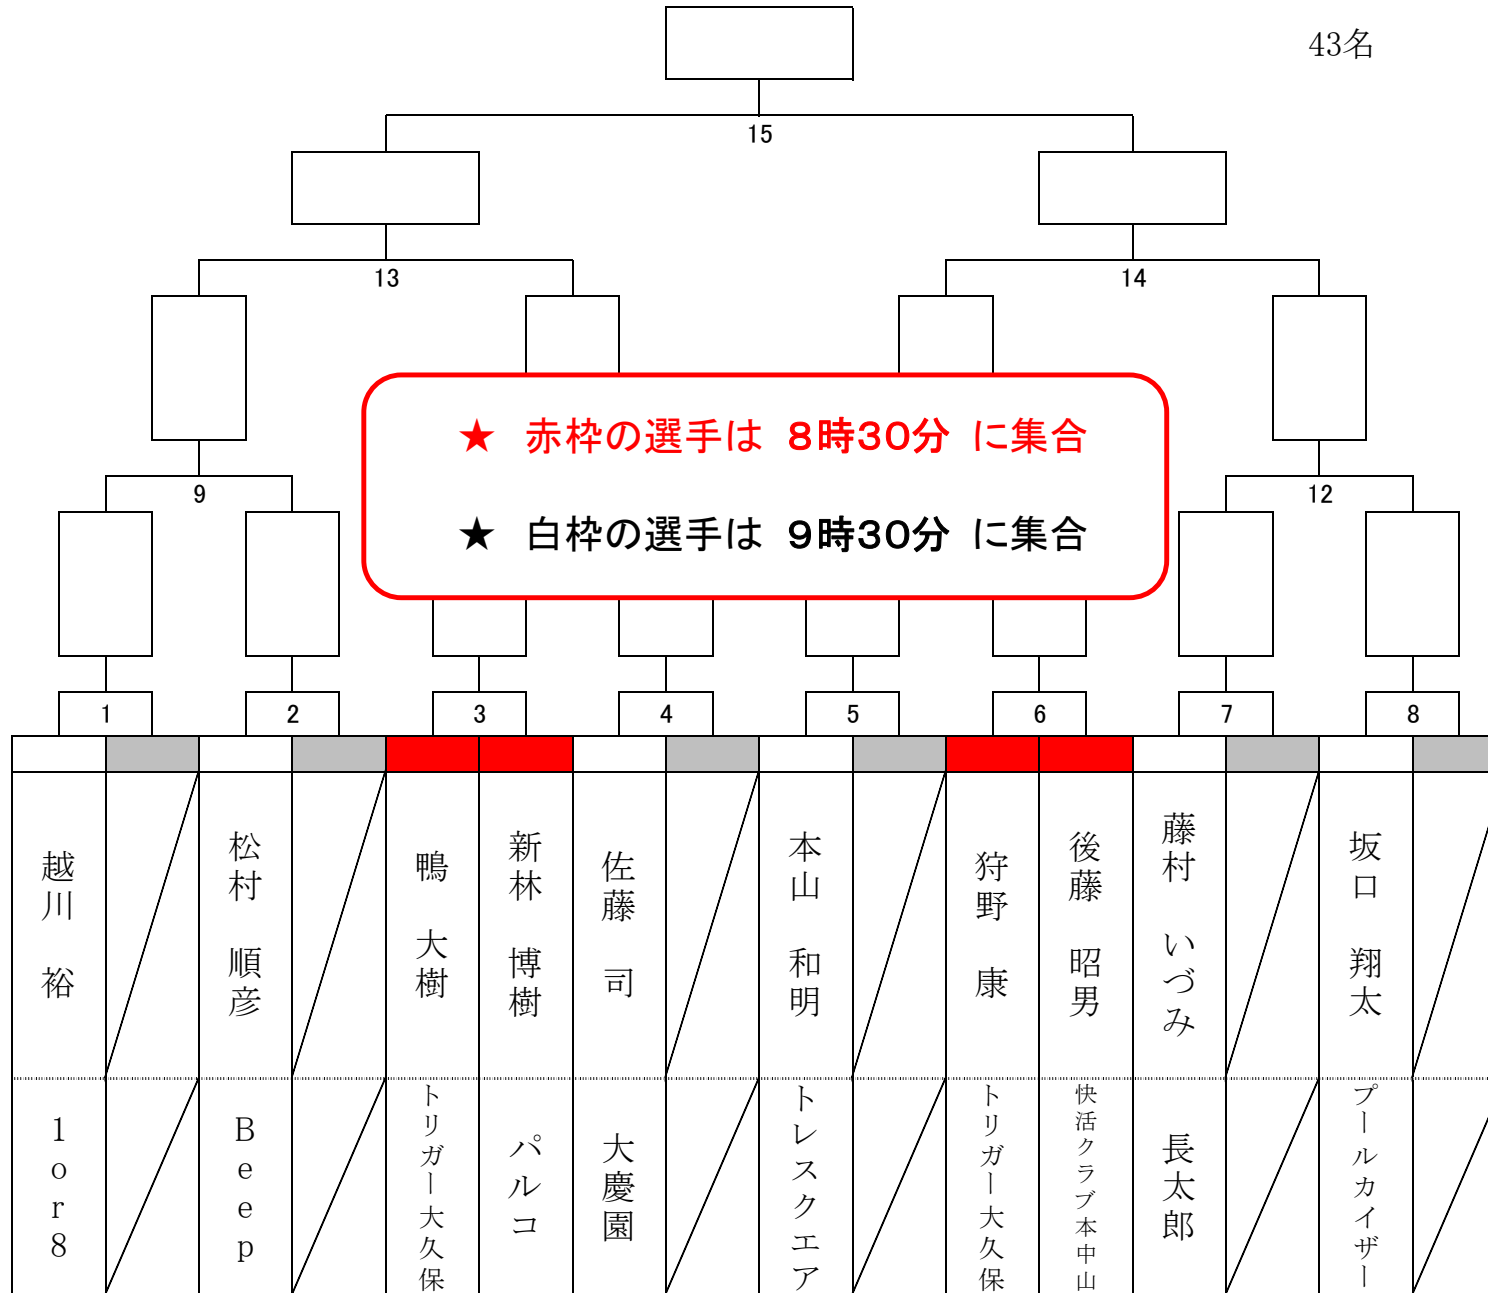 43名
15
13
14
★ 赤枠の選手は 8時30分 に集合
★ 白枠の選手は 9時30分 に集合
9
12
1
2
3
4
5
6
7
8
越川 裕
松村 順彦
鴨 大樹
新林 博樹
佐藤 司
本山 和明
狩野 康
後藤 昭男
藤村 いづみ
坂口 翔太
1or8
Beep
トリガー大久保
パルコ
大慶園
トレスクエア
トリガー大久保
快活クラブ本中山
長太郎
プールカイザー